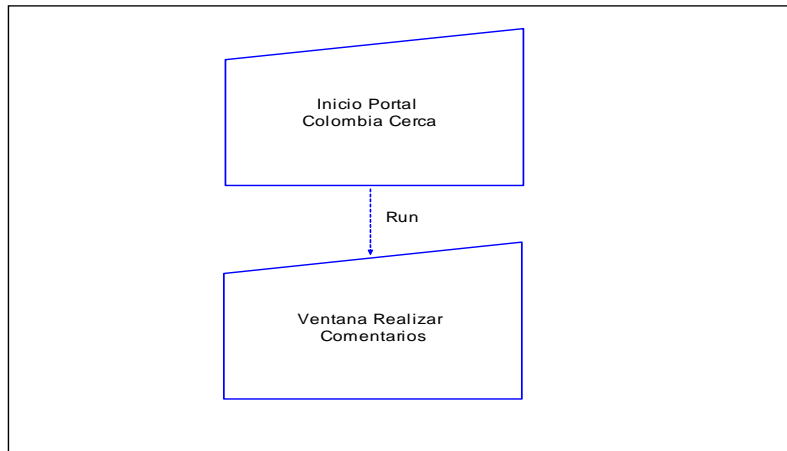 Inicio Portal
Colombia Cerca
Run
Ventana Realizar
Comentarios